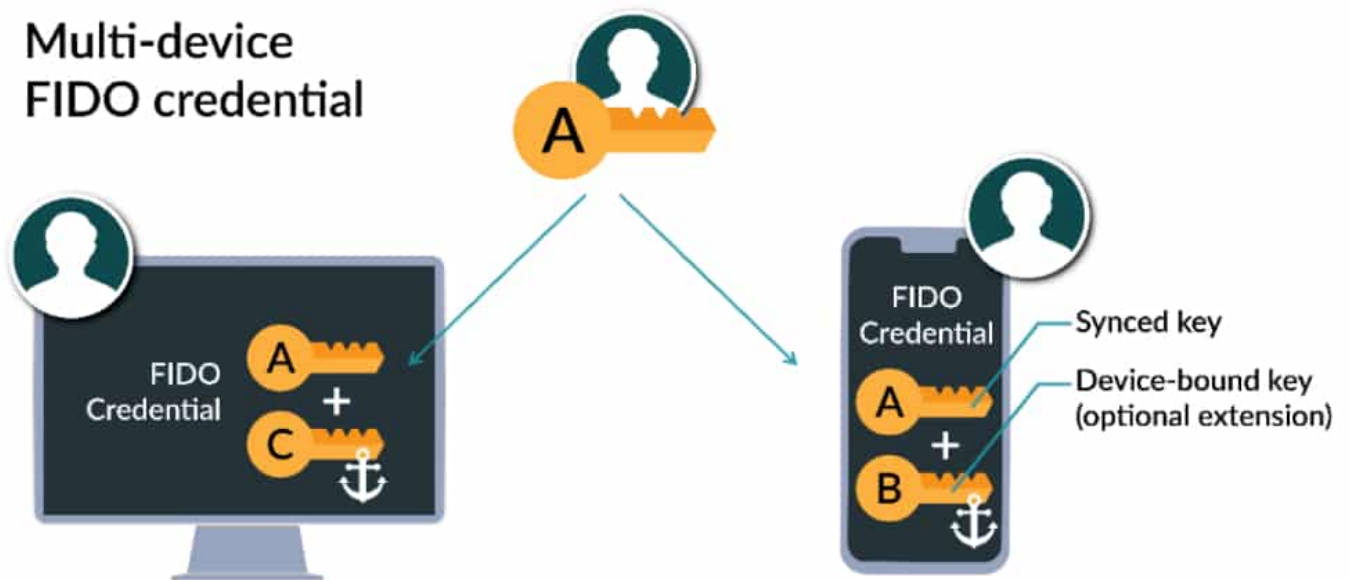 Multi-device
FIDO credential
A
FIDO
Credential
A
+
C
FIDO
Credential
A
+
B
Synced key
Device-bound key
(optional extension)